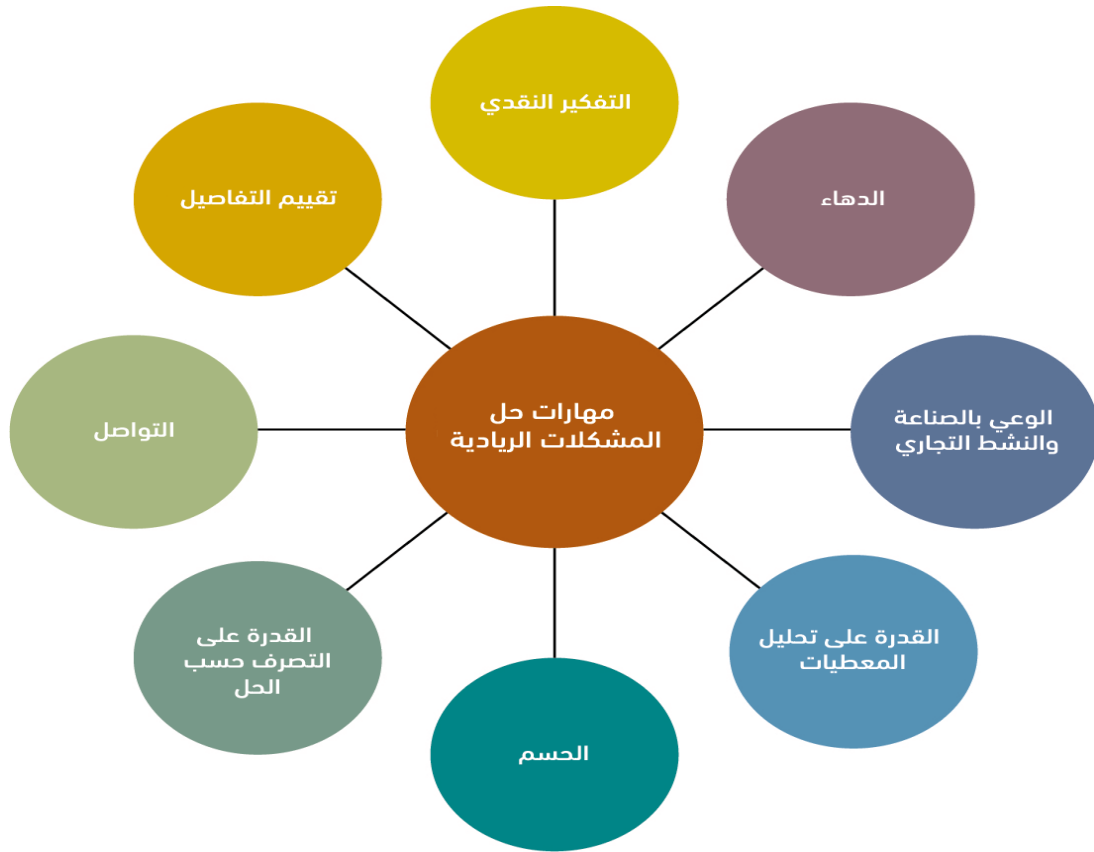 التفكير النقدي
الدهاء
تقييم التفاصيل
مهارات حل
المشكلات الريادية
الوعي بالصناعة
والنشط التجاري
التواصل
القدرة على تحليل
المعطيات
القدرة على
التصرف حسب
الحل
الحسم